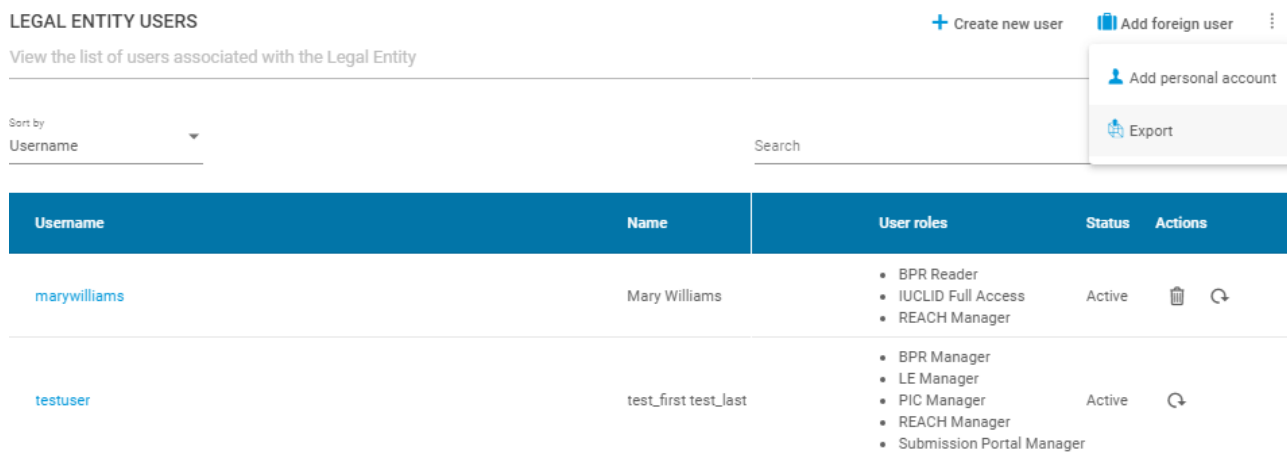 LEGAL ENTITY USERS
Create new user
Add foreign user
View the list of users associated with the Legal Entity
Add personal account
Export
Sort by
Username
Search
Username Name User roles Status Actions
marywilliams Mary Williams Active
BPR Reader
IUCLID Full Access
REACH Manager
testuser test_first test_last Active
BPR Manager
LE Manager
PIC Manager
REACH Manager
Submission Portal Manager